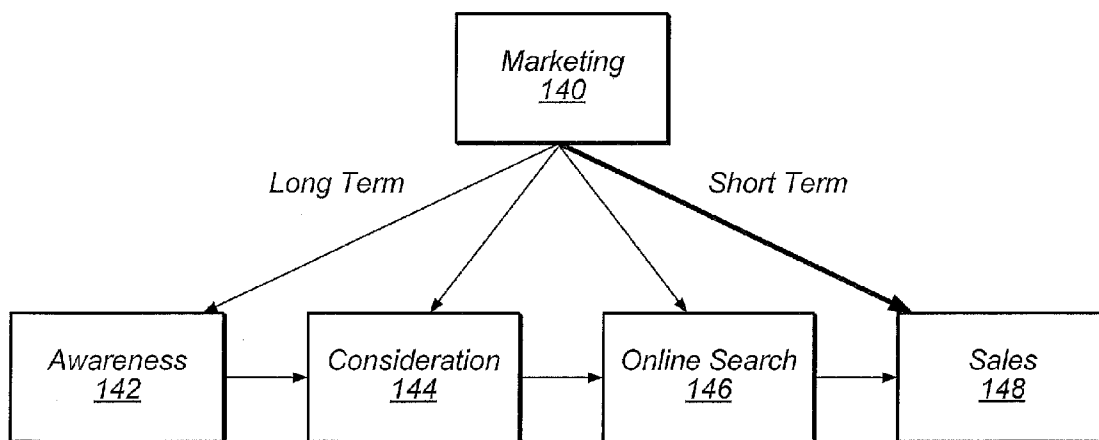 Marketing
140
Long Term
Short Term
Awareness
142
Consideration
144
Online Search
146
Sales
148